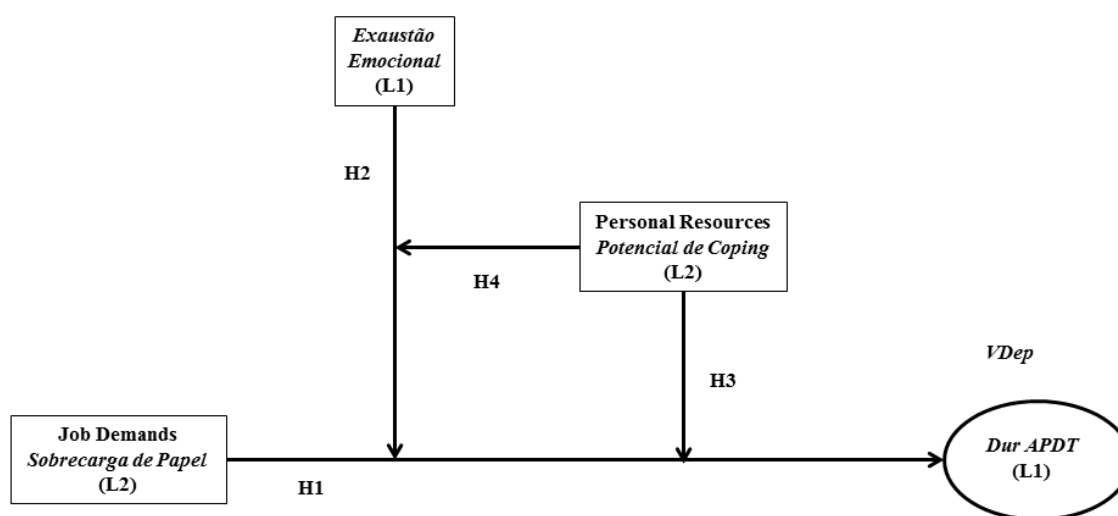 Exaustão
Emocional
(L1)
H2
Personal Resources
Potencial de Coping
(L2)
H4
H3
VDep
Job Demands
Sobrecarga de Papel
(L2)
H1
Dur APDT
(L1)